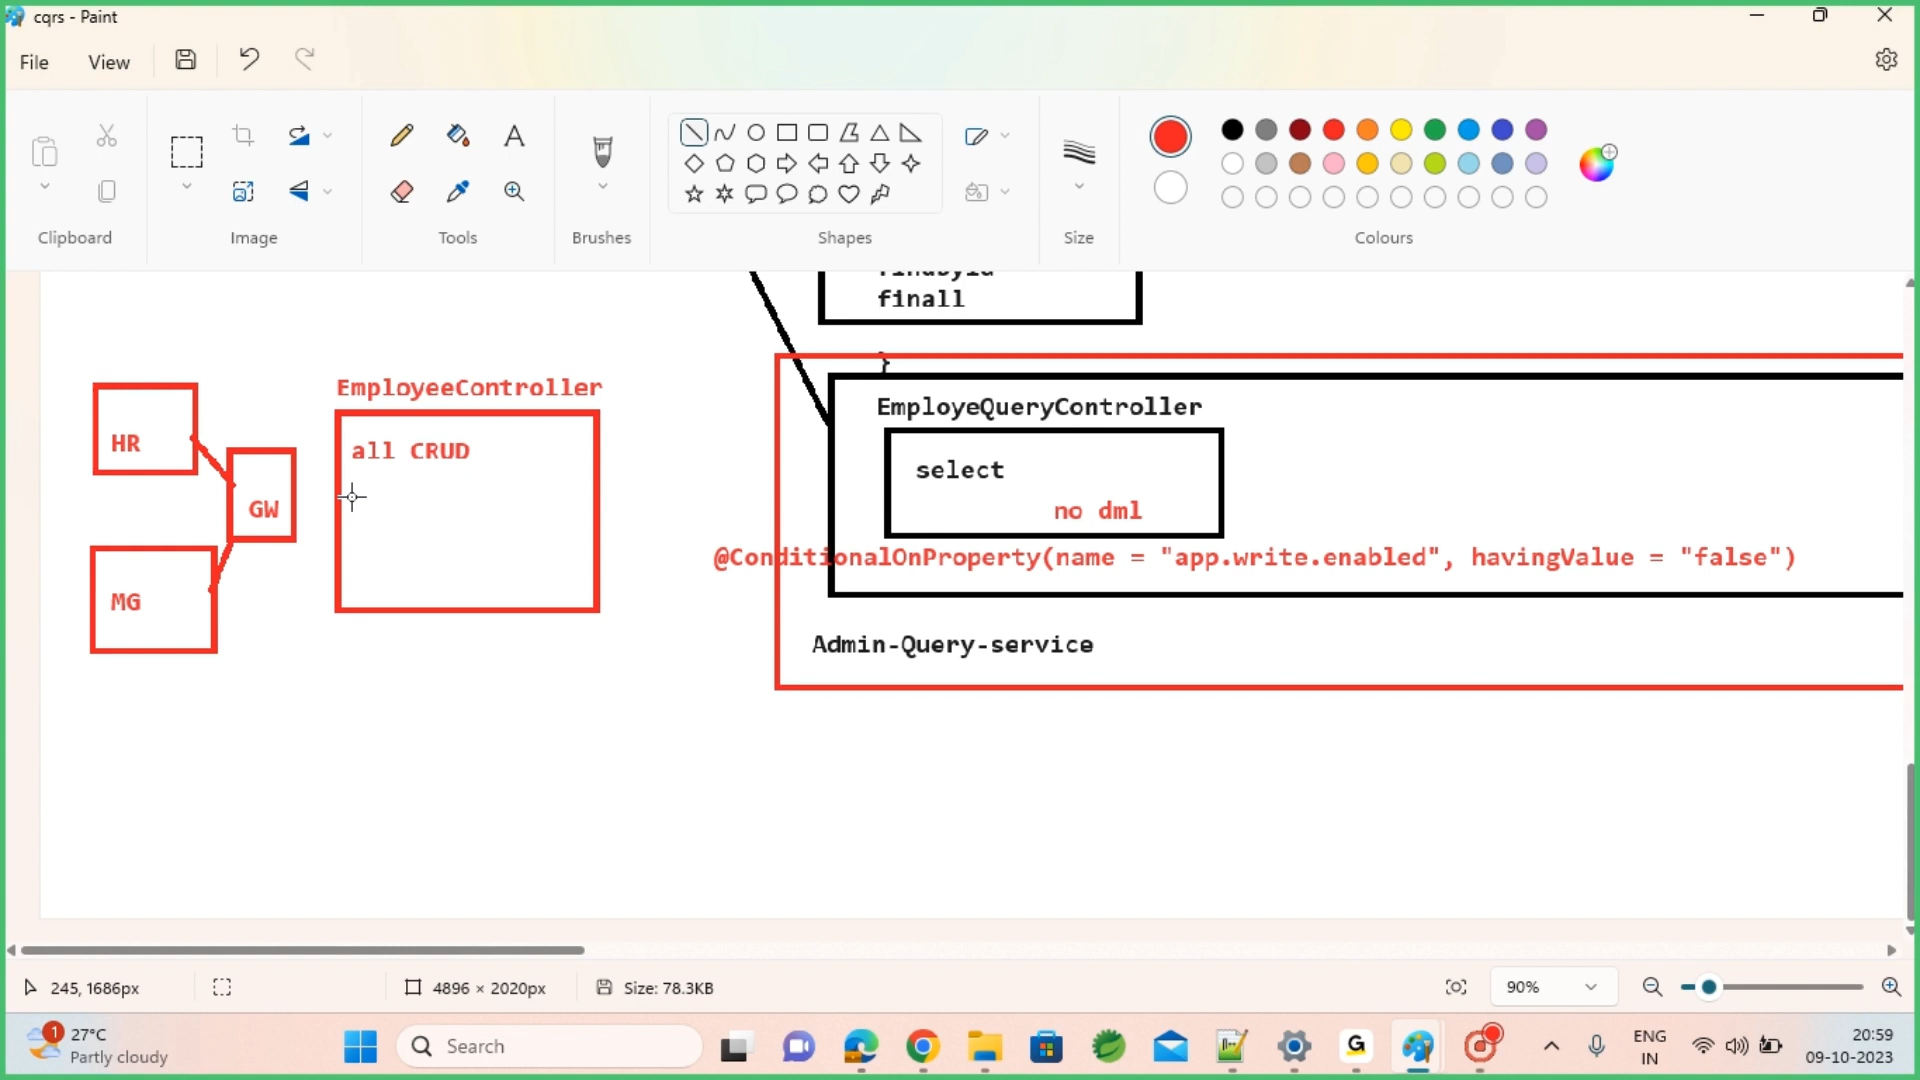 cqrs - Paint
File
View
Clipboard
Image
Tools
Brushes
Shapes
Size
Colours
findbyid
finall
}
EmployeeController
all CRUD
HR
GW
MG
EmployeQueryController
select
no dml
@ConditionalOnProperty(name = "app.write.enabled", havingValue = "false")
Admin-Query-service
245, 1686px
4896 × 2020px
Size: 78.3KB
90%
1
27°C
Partly cloudy
Search
G
ENG
IN
20:59
09-10-2023